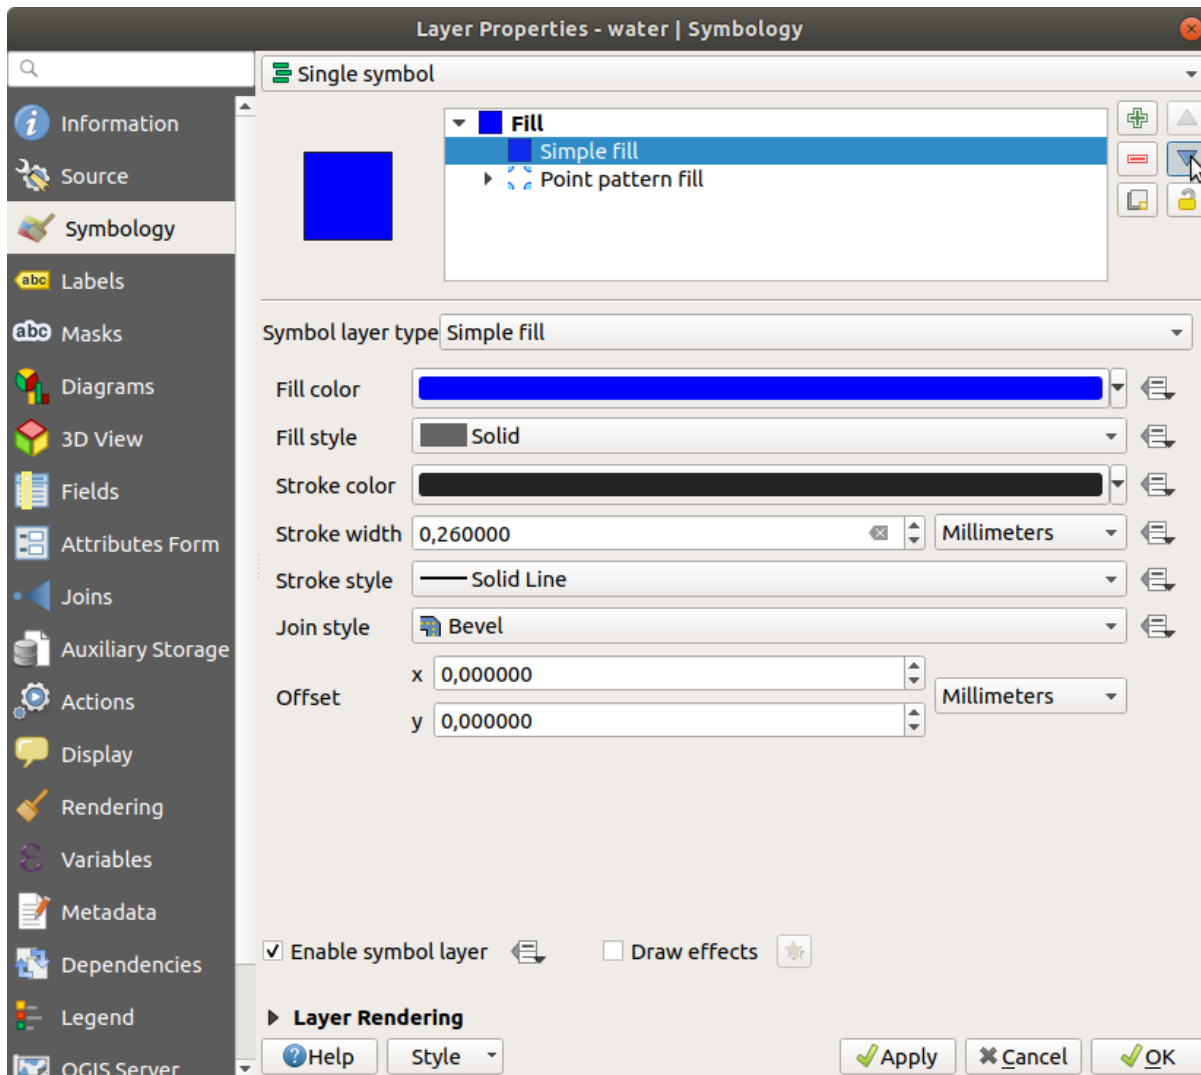 Layer Properties - water | Symbology
Single symbol
Information
Source
Symbology
Labels
Masks
Diagrams
3D View
Fields
Attributes Form
Joins
Auxiliary Storage
Actions
Display
Rendering
Variables
Metadata
Dependencies
Legend
QGIS Server
abc
abc
Fill
Simple fill
Point pattern fill
Symbol layer type Simple fill
Fill color
Fill style Solid
Stroke color
Stroke width 0,260000 Millimeters
Stroke style Solid Line
Join style Bevel
Offset x 0,000000 Millimeters
y 0,000000
Enable symbol layer Draw effects
Layer Rendering
Help Style Apply Cancel OK